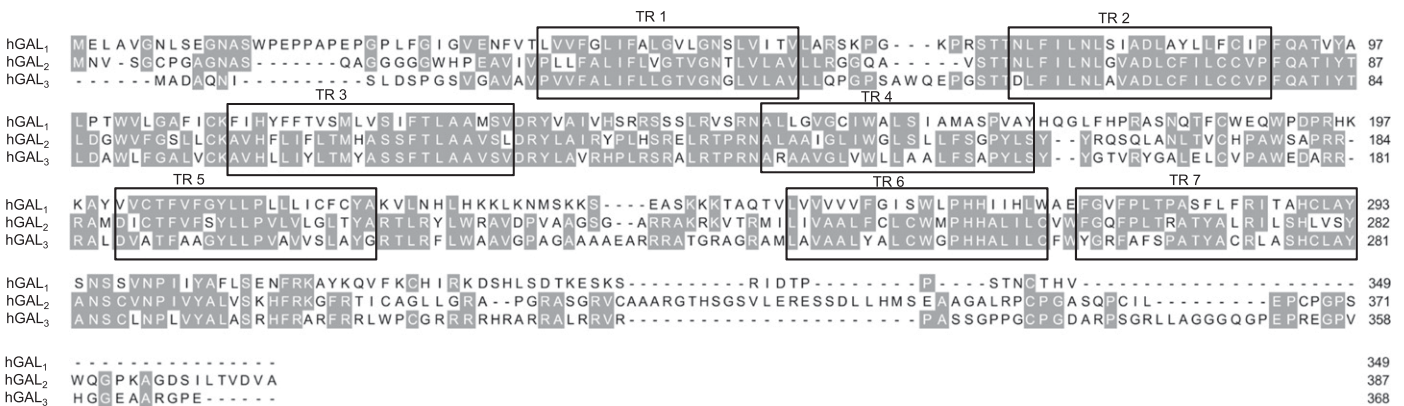 TR 1 TR 2
hGAL1 MELAVGNLSEGNASWPEPPAPEPGPLFGIGVENFVTLVVFGLIFALGVLGNSLVITVLARSKPG---KPRSTTNLFILNLSIADLAYLLFCIPFQATVYA 97
hGAL2 MNV-SGCPGAGNAS-------QAGGGGGWHPEAVIVPLLFALIFLVGTVGNTLVLAVLLRGGQA----VSTTNLFILNLGVADLCFILCCVPFQATIYT 87
hGAL3 ------MADAQNI---------SLDSPGSVGAVAVPVVFALIFLLGTVGNGLVLAVLLQPGPSAWQEPGSTTDLFILNLAVADLCFILCCVPFQATIYT 84
TR 3 TR 4
hGAL1 LPTWVLGAFICKFIHYFFTVSMLVSIFTLAAMSVDRYVAIVHSRRSSSLRVSRNALLGVGCIWALSIAMASPVAYHQGLFHPRASNQTFCWEQWPDPRHK 197
hGAL2 LDGWVFGSLLCKAVHFLIFLTMHASSFTLAAVSLDRYLAIRYPLHSRELRTPRNALAAIGLIWGLSLLFSGPYLSY--YRQSQLANLTVCHPAWSAPRR- 184
hGAL3 LDAWLFGALVCKAVHLLIYLTMYASSFTLAAVSVDRYLAVRHPLRSRALRTPRNARAAVGLVWLLAALFSAPYLSY--YGTVRYGALELCVPAWEDARR- 181
TR 5 TR 6 TR 7
hGAL1 KAYVVCTFVFGYLLPLLLICFCYAKVLNHLHKKLKNMSKKS----EASKKKTAQTVLVVVVVFGISWLPHHIIHLWAEFGVFPLTPASFLFRITAHCLAY 293
hGAL2 RAMDICTFVFSYLLPVLVLGLTYARTLRYLWRAVDPVAAGSG--ARRAKRKVTRMILIVAALFCLCWMPHHALILCVWFGQFPLTRATYALRILSHLVSY 282
hGAL3 RALDVATFAAGYLLPVAVVSLAYGRTLRFLWAAVGPAGAAAAEARRRATGRAGRAMLAVAALYALCWGPHHALILCFWYGRFAFSPATYACRLASHCLAY 281
hGAL1 SNSSVNPIIYAFLSENFRKAYKQVFKCHIRKDSHLSDTKESKS----------RIDTP---------P-----STNCTHV--------------------- 349
hGAL2 ANSCVNPIVYALVSKHFRKGFRTICAGLLGRA--PGRASGRVCAAARGTHSGSVLERESSDLLHMSEAAGALRPCPGASQPCIL---------EPCPGPS 371
hGAL3 ANSCLNPLVYALASRHFRARFRRLWPCGRRRRHRARRALRRVR-----------------------PASSGPPGCPGDARPSGRLLAGGGQGPEPREGPV 358
hGAL1 ---------------- 349
hGAL2 WQGPKAGDSILTVDVA 387
hGAL3 HGGEAARGPE------ 368